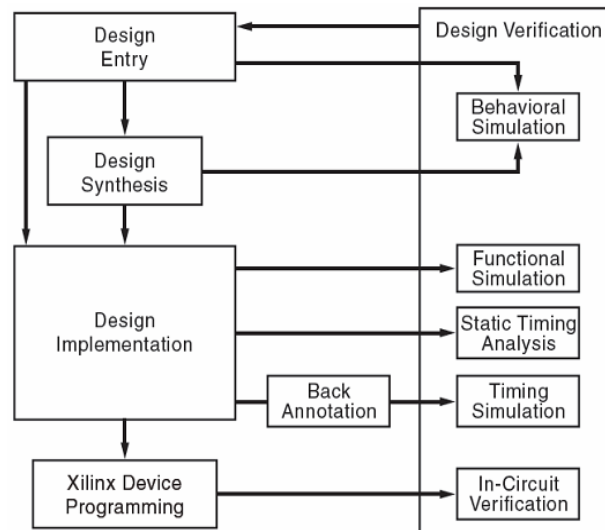 Design
Entry
Design Verification
Behavioral
Simulation
Design
Synthesis
Design
Implementation
Functional
Simulation
Static Timing
Analysis
Back
Annotation
Timing
Simulation
Xilinx Device
Programming
In-Circuit
Verification